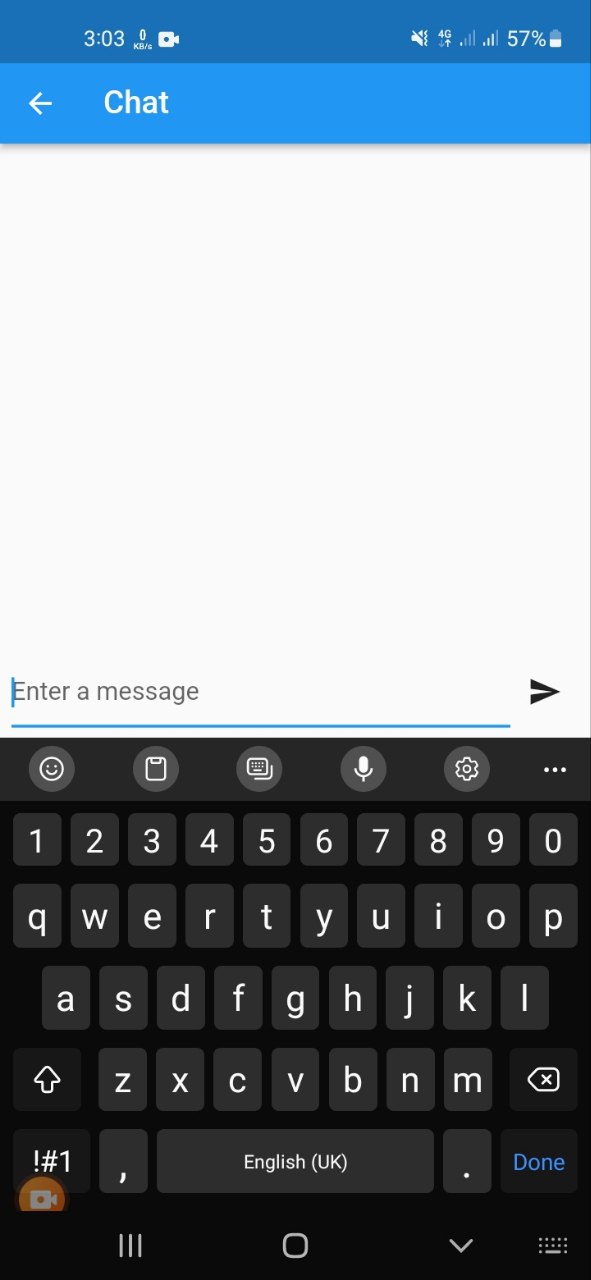 3:03 0 KB/s 4G 57%
Chat
Enter a message
1 2 3 4 5 6 7 8 9 0
q w e r t y u i o p
a s d f g h j k l
z x c v b n m
!#1 , English (UK) . Done